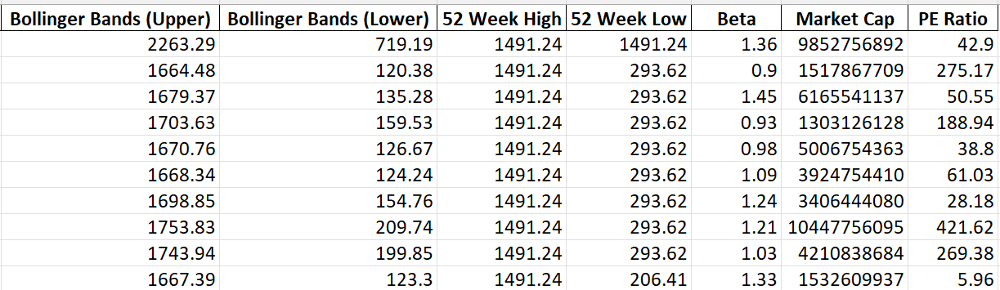 Bollinger Bands (Upper) Bollinger Bands (Lower) 52 Week High 52 Week Low Beta Market Cap PE Ratio
2263.29 719.19 1491.24 1491.24 1.36 9852756892 42.9
1664.48 120.38 1491.24 293.62 0.9 1517867709 275.17
1679.37 135.28 1491.24 293.62 1.45 6165541137 50.55
1703.63 159.53 1491.24 293.62 0.93 1303126128 188.94
1670.76 126.67 1491.24 293.62 0.98 5006754363 38.8
1668.34 124.24 1491.24 293.62 1.09 3924754410 61.03
1698.85 154.76 1491.24 293.62 1.24 3406444080 28.18
1753.83 209.74 1491.24 293.62 1.21 10447756095 421.62
1743.94 199.85 1491.24 293.62 1.03 4210838684 269.38
1667.39 123.3 1491.24 206.41 1.33 1532609937 5.96